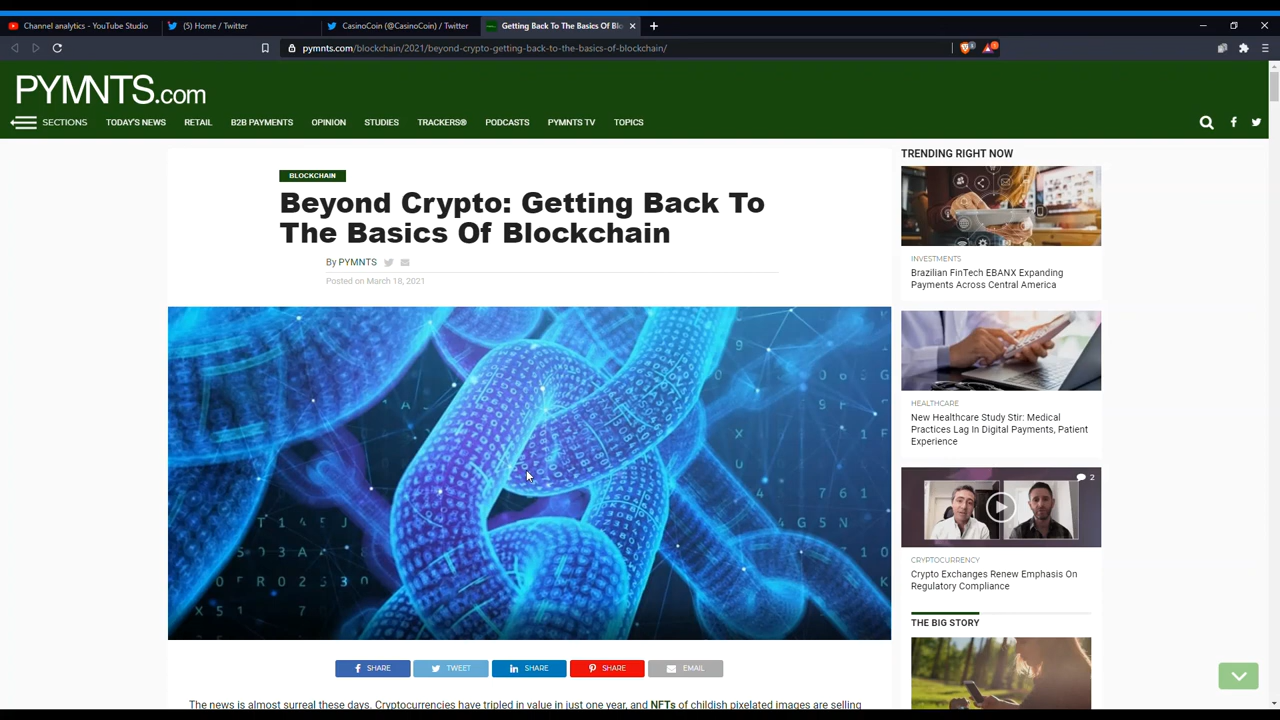 Channel analytics - YouTube Studio
(5) Home / Twitter
CasinoCoin (@CasinoCoin) / Twitter
Getting Back To The Basics Of Blo
pymnts.com/blockchain/2021/beyond-crypto-getting-back-to-the-basics-of-blockchain/
PYMNTS.com
SECTIONS
TODAY'S NEWS
RETAIL
B2B PAYMENTS
OPINION
STUDIES
TRACKERS®
PODCASTS
PYMNTS TV
TOPICS
BLOCKCHAIN
Beyond Crypto: Getting Back To
The Basics Of Blockchain
By PYMNTS
Posted on March 18, 2021
SHARE
TWEET
SHARE
SHARE
EMAIL
The news is almost surreal these days. Cryptocurrencies have tripled in value in just one year, and NFTs of childish pixelated images are selling
TRENDING RIGHT NOW
INVESTMENTS
Brazilian FinTech EBANX Expanding
Payments Across Central America
HEALTHCARE
New Healthcare Study Stir: Medical
Practices Lag In Digital Payments, Patient
Experience
2
CRYPTOCURRENCY
Crypto Exchanges Renew Emphasis On
Regulatory Compliance
THE BIG STORY